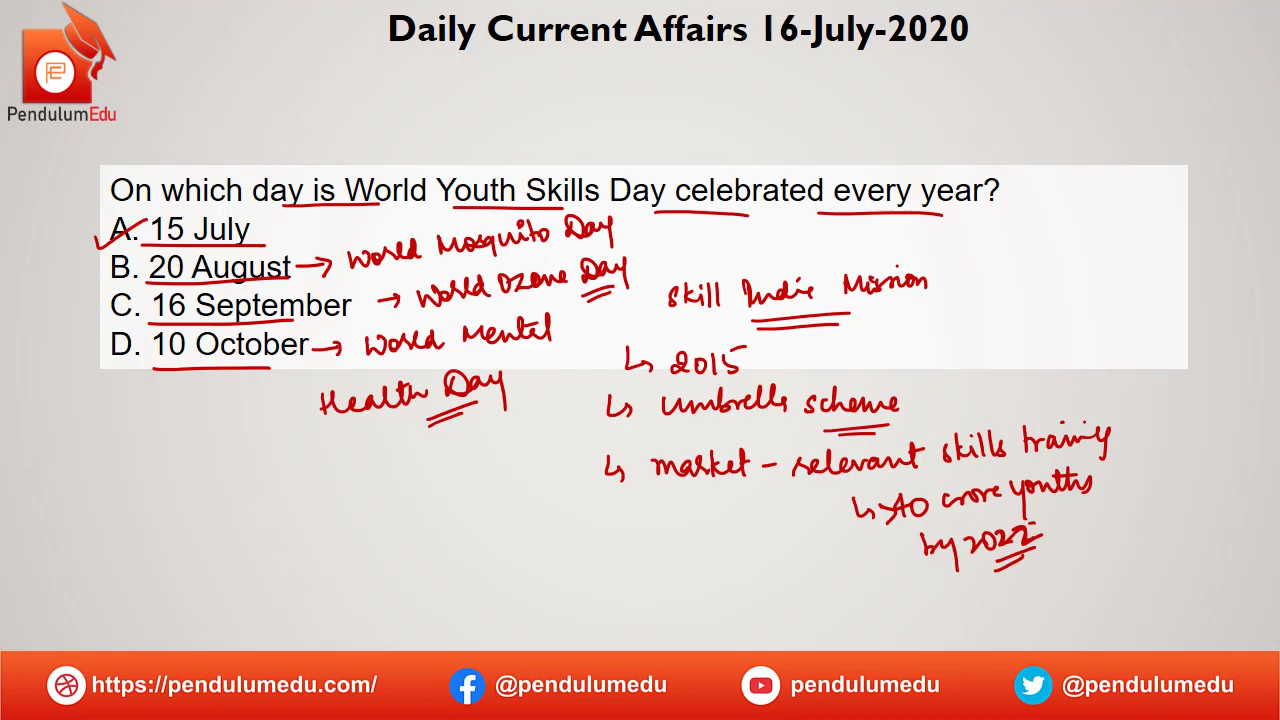 Daily Current Affairs 16-July-2020
PendulumEdu
On which day is World Youth Skills Day celebrated every year?
A. 15 July
B. 20 August → World Mosquito Day
C. 16 September → World Ozone Day
D. 10 October → World Mental
Health Day
Skill India Mission
↳ 2015
↳ umbrella scheme
↳ market - relevant skills training
↳ 40 crore youths
by 2022
https://pendulumedu.com/
@pendulumedu
pendulumedu
@pendulumedu